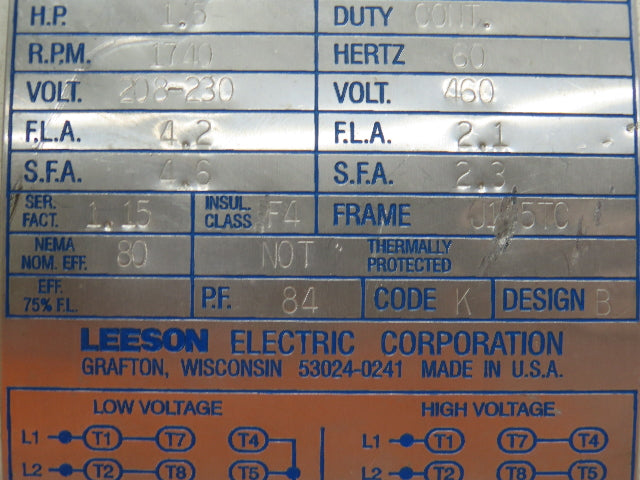 H.P. 1.5 DUTY CONT.
R.P.M. 1740 HERTZ 60
VOLT. 208-230 VOLT. 460
F.L.A. 4.2 F.L.A. 2.1
S.F.A. 4.6 S.F.A. 2.3
SER. FACT. 1.15 INSUL. CLASS F4 FRAME
NEMA NOM. EFF. 80 NOT THERMALLY PROTECTED
EFF. 75% F.L. P.F. 84 CODE K DESIGN B
LEESON ELECTRIC CORPORATION
GRAFTON, WISCONSIN 53024-0241 MADE IN U.S.A.
LOW VOLTAGE HIGH VOLTAGE
L1 T1 T7 T4 L1 T1 T7 T4
L2 T2 T8 T5 L2 T2 T8 T5